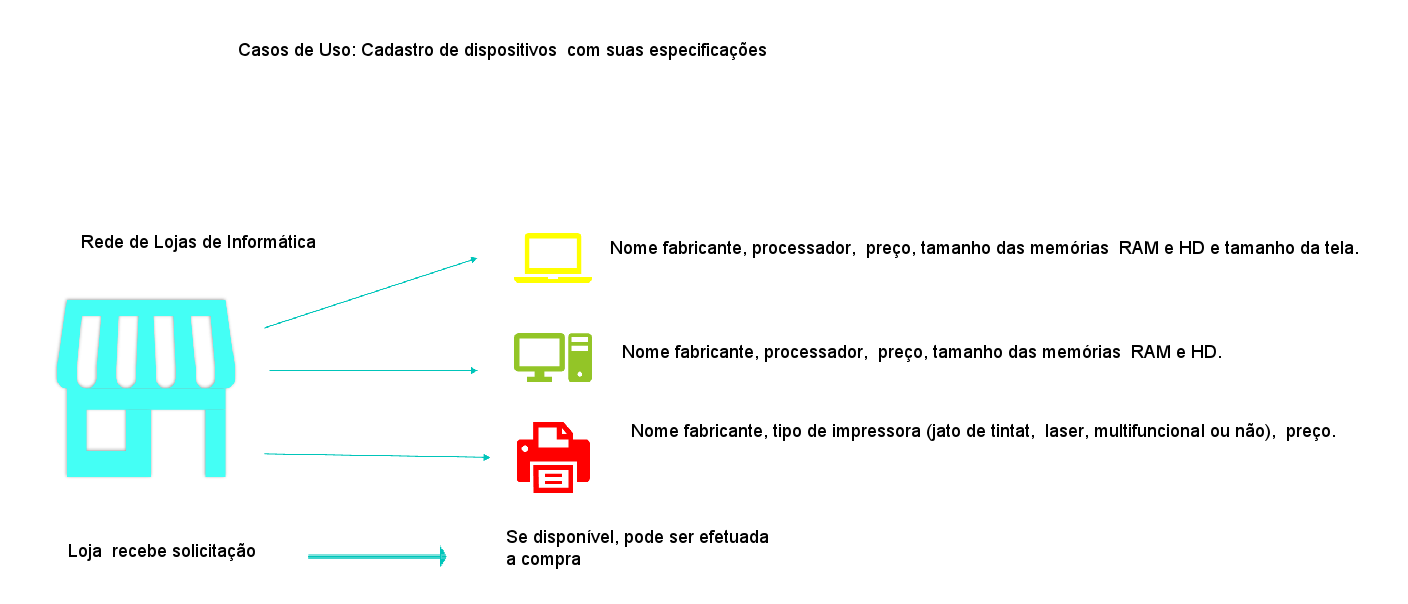 Casos de Uso: Cadastro de dispositivos  com suas especificações
Rede de Lojas de Informática
Nome fabricante, processador,  preço, tamanho das memórias  RAM e HD e tamanho da tela.
Nome fabricante, processador,  preço, tamanho das memórias  RAM e HD.
Nome fabricante, tipo de impressora (jato de tintat,  laser, multifuncional ou não),  preço.
Loja  recebe solicitação
Se disponível, pode ser efetuada
a compra